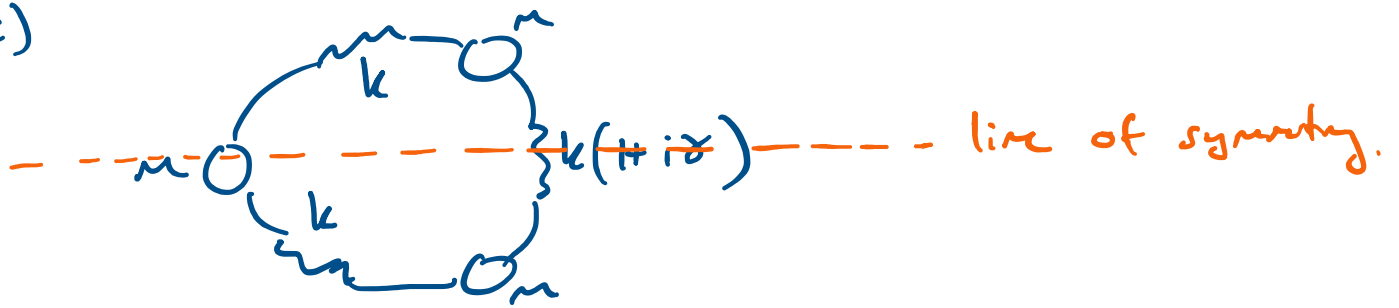 m
k
k(1+iγ)
line of symmetry.
m
k
m